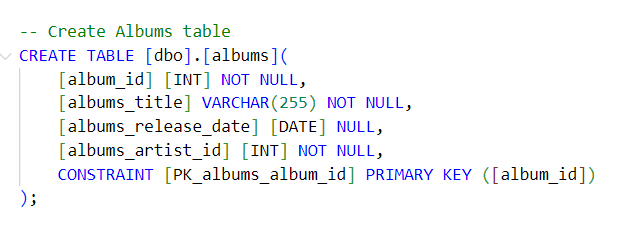 -- Create Albums table
CREATE TABLE [dbo].[albums](
[album_id] [INT] NOT NULL,
[albums_title] VARCHAR(255) NOT NULL,
[albums_release_date] [DATE] NULL,
[albums_artist_id] [INT] NOT NULL,
CONSTRAINT [PK_albums_album_id] PRIMARY KEY ([album_id])
);